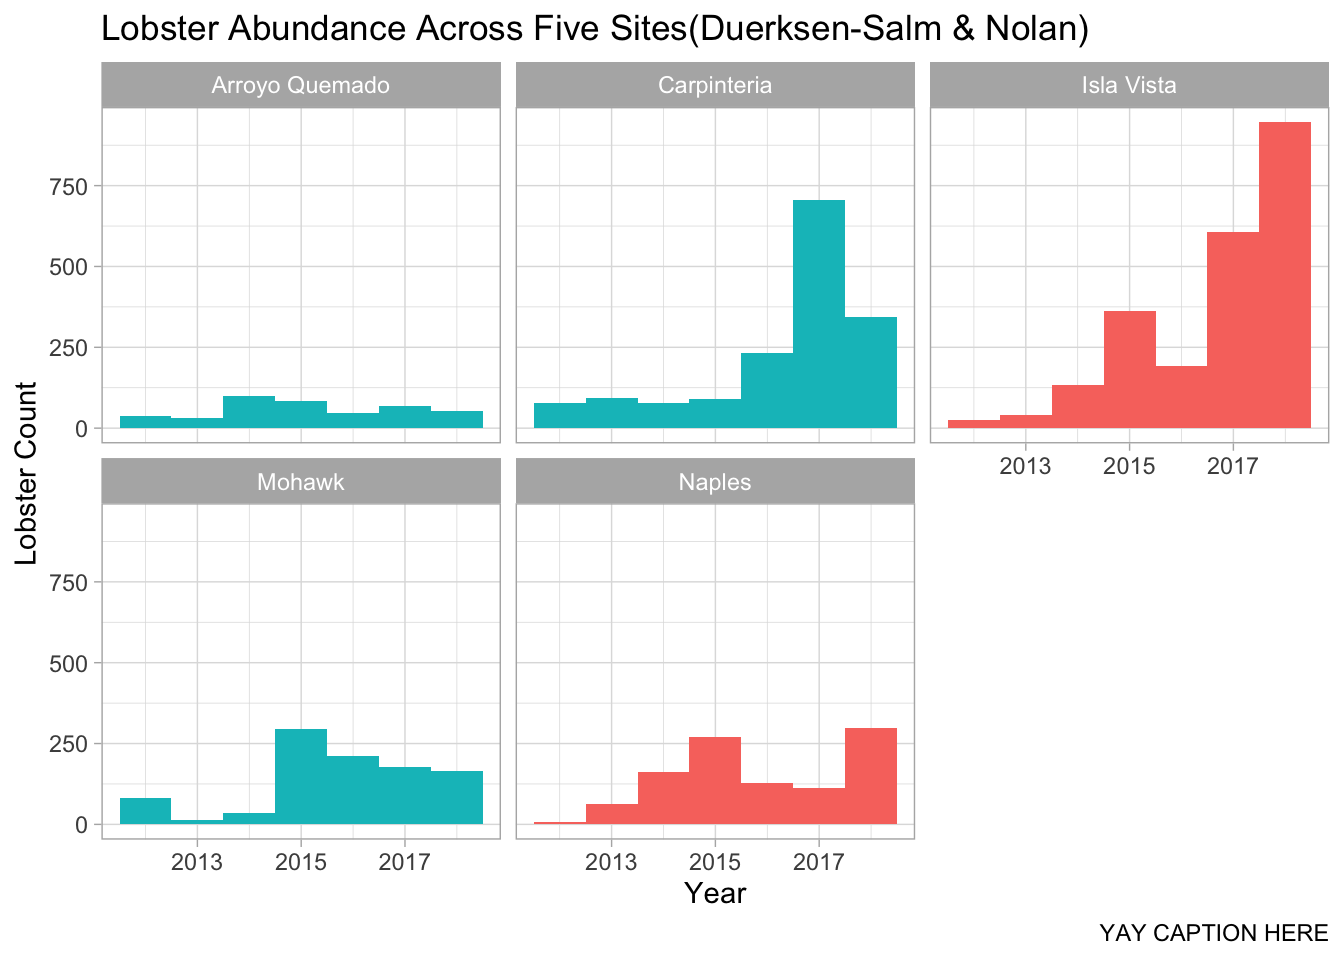 Lobster Abundance Across Five Sites(Duerksen-Salm & Nolan)
Arroyo Quemado
Carpinteria
Isla Vista
750
500
250
0
2013 2015 2017
Lobster Count
Mohawk
Naples
750
500
250
0
2013 2015 2017
2013 2015 2017
Year
YAY CAPTION HERE